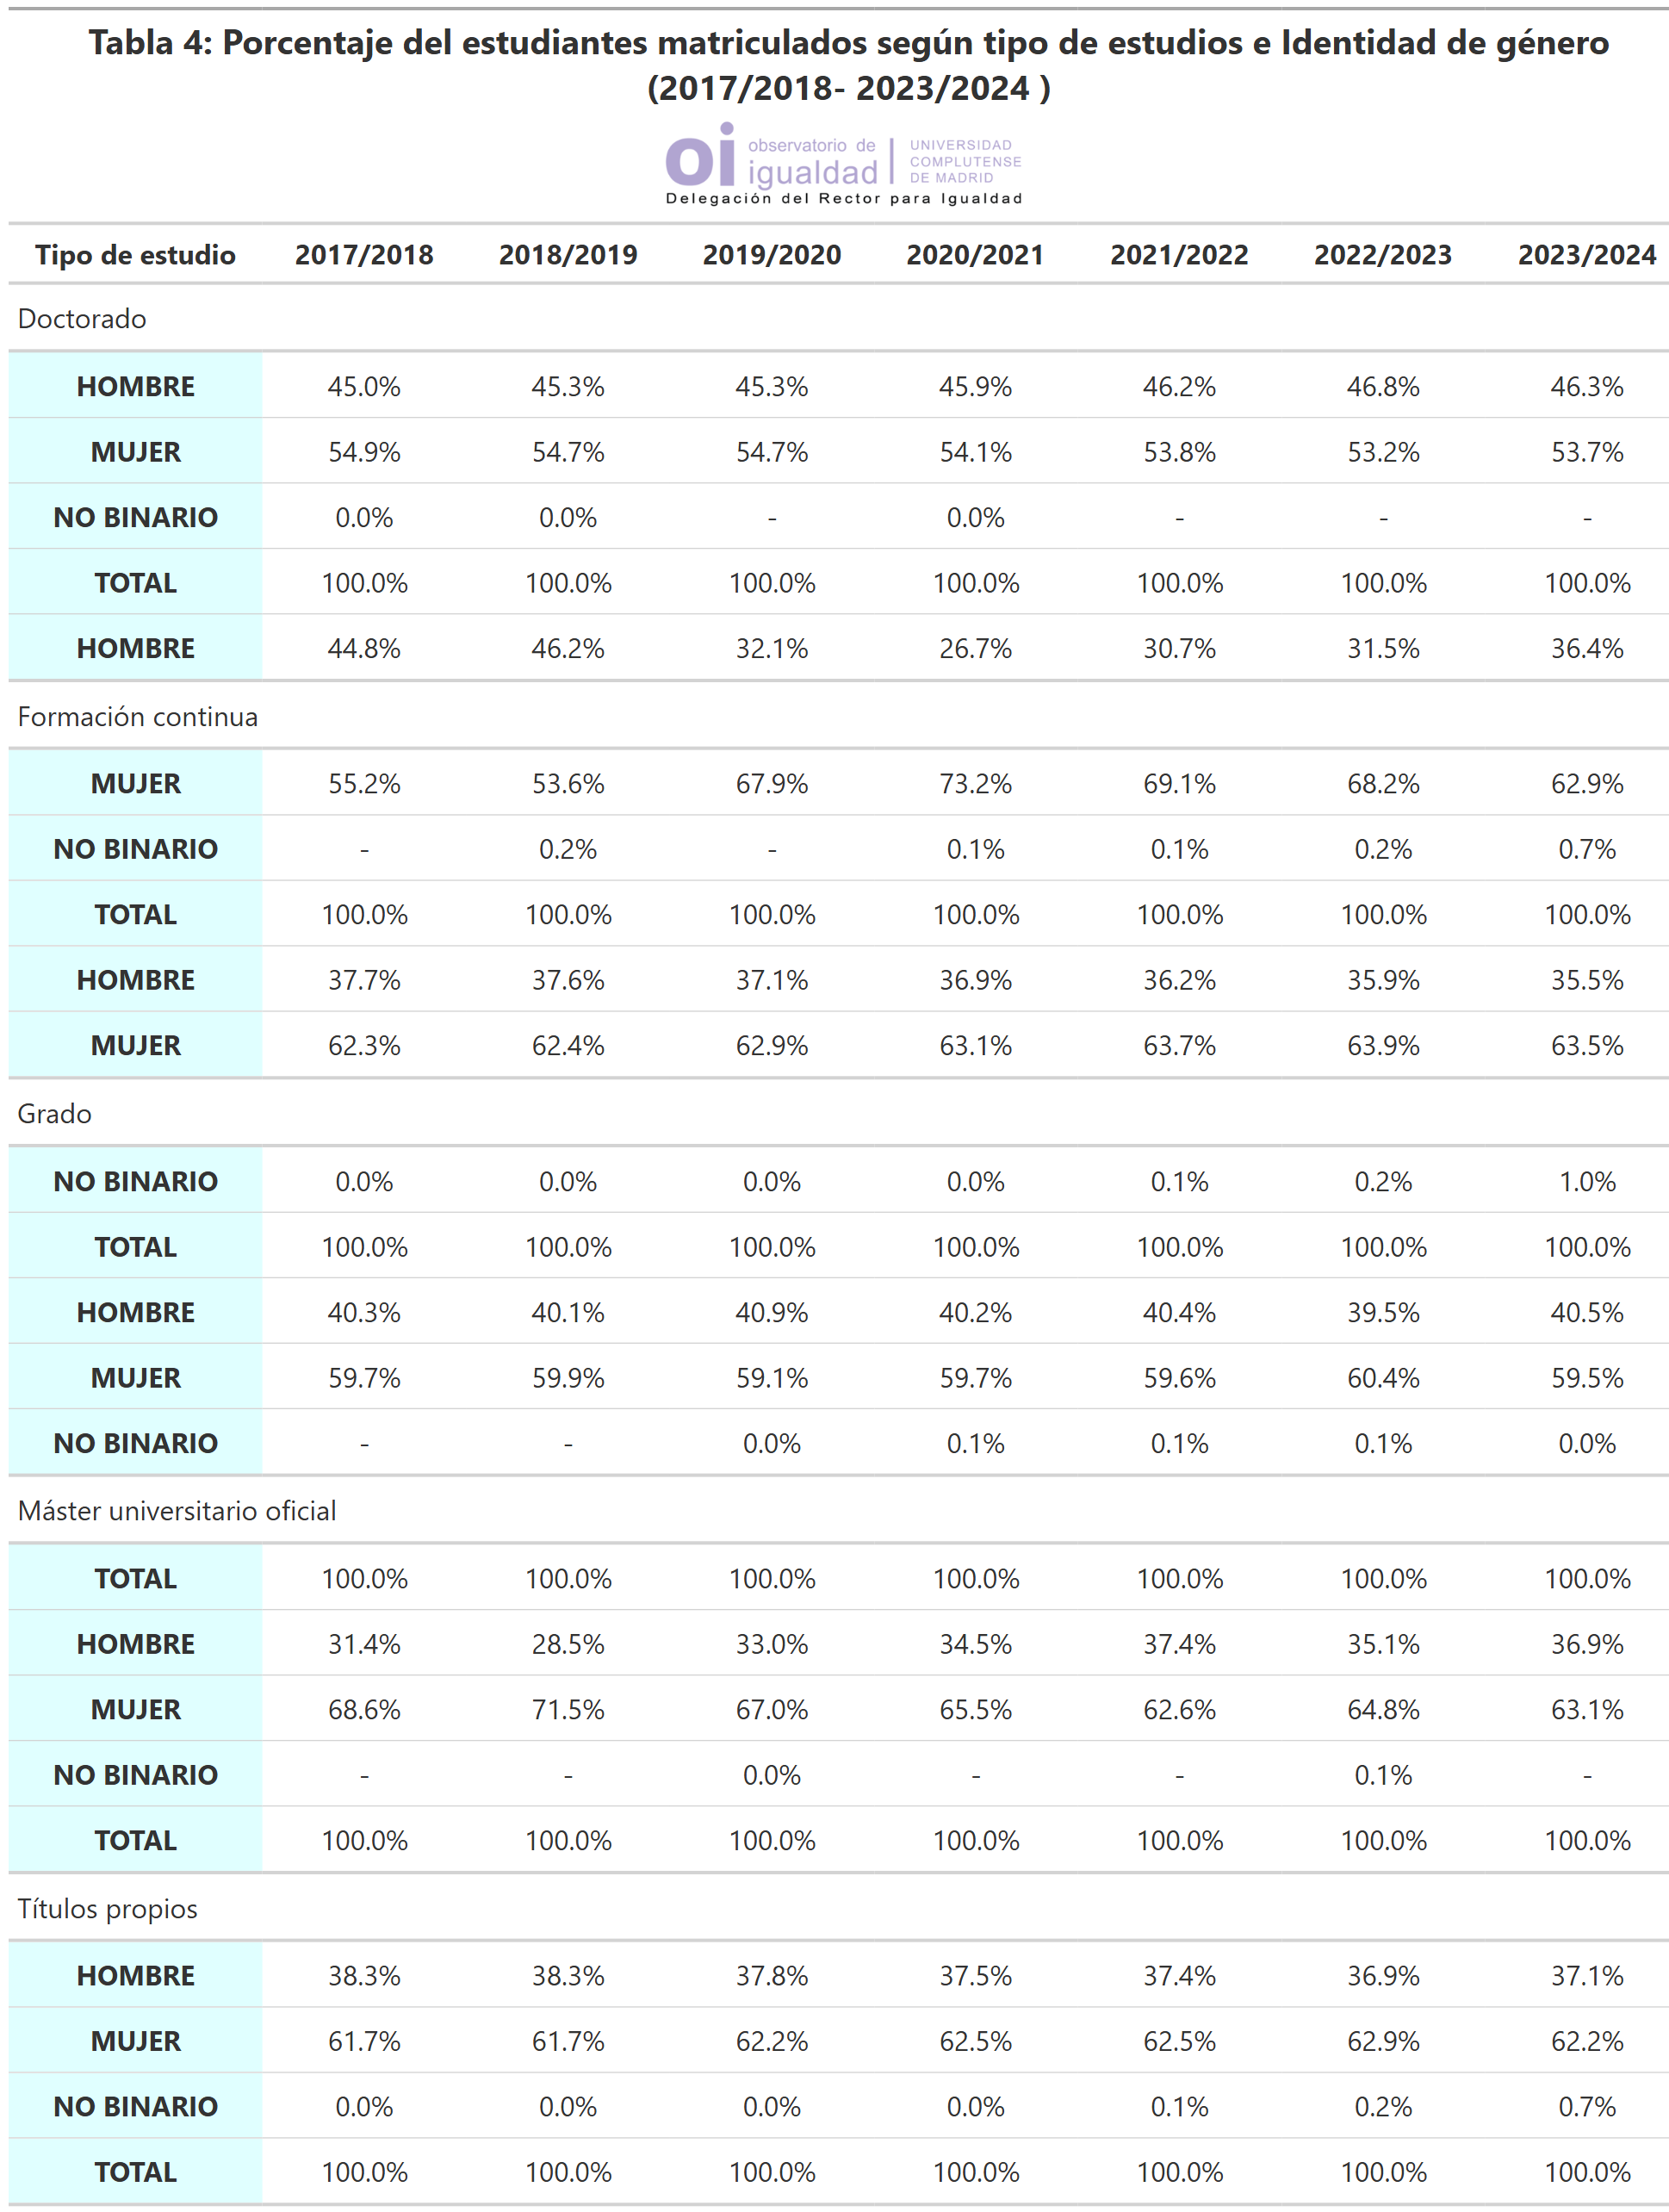 Tabla 4: Porcentaje del estudiantes matriculados según tipo de estudios e Identidad de género
(2017/2018- 2023/2024 )
oi observatorio de igualdad | UNIVERSIDAD COMPLUTENSE DE MADRID
Delegación del Rector para Igualdad
Tipo de estudio 2017/2018 2018/2019 2019/2020 2020/2021 2021/2022 2022/2023 2023/2024
Doctorado
HOMBRE 45.0% 45.3% 45.3% 45.9% 46.2% 46.8% 46.3%
MUJER 54.9% 54.7% 54.7% 54.1% 53.8% 53.2% 53.7%
NO BINARIO 0.0% 0.0% - 0.0% - - -
TOTAL 100.0% 100.0% 100.0% 100.0% 100.0% 100.0% 100.0%
HOMBRE 44.8% 46.2% 32.1% 26.7% 30.7% 31.5% 36.4%
Formación continua
MUJER 55.2% 53.6% 67.9% 73.2% 69.1% 68.2% 62.9%
NO BINARIO - 0.2% - 0.1% 0.1% 0.2% 0.7%
TOTAL 100.0% 100.0% 100.0% 100.0% 100.0% 100.0% 100.0%
HOMBRE 37.7% 37.6% 37.1% 36.9% 36.2% 35.9% 35.5%
MUJER 62.3% 62.4% 62.9% 63.1% 63.7% 63.9% 63.5%
Grado
NO BINARIO 0.0% 0.0% 0.0% 0.0% 0.1% 0.2% 1.0%
TOTAL 100.0% 100.0% 100.0% 100.0% 100.0% 100.0% 100.0%
HOMBRE 40.3% 40.1% 40.9% 40.2% 40.4% 39.5% 40.5%
MUJER 59.7% 59.9% 59.1% 59.7% 59.6% 60.4% 59.5%
NO BINARIO - - 0.0% 0.1% 0.1% 0.1% 0.0%
Máster universitario oficial
TOTAL 100.0% 100.0% 100.0% 100.0% 100.0% 100.0% 100.0%
HOMBRE 31.4% 28.5% 33.0% 34.5% 37.4% 35.1% 36.9%
MUJER 68.6% 71.5% 67.0% 65.5% 62.6% 64.8% 63.1%
NO BINARIO - - 0.0% - - 0.1% -
TOTAL 100.0% 100.0% 100.0% 100.0% 100.0% 100.0% 100.0%
Títulos propios
HOMBRE 38.3% 38.3% 37.8% 37.5% 37.4% 36.9% 37.1%
MUJER 61.7% 61.7% 62.2% 62.5% 62.5% 62.9% 62.2%
NO BINARIO 0.0% 0.0% 0.0% 0.0% 0.1% 0.2% 0.7%
TOTAL 100.0% 100.0% 100.0% 100.0% 100.0% 100.0% 100.0%